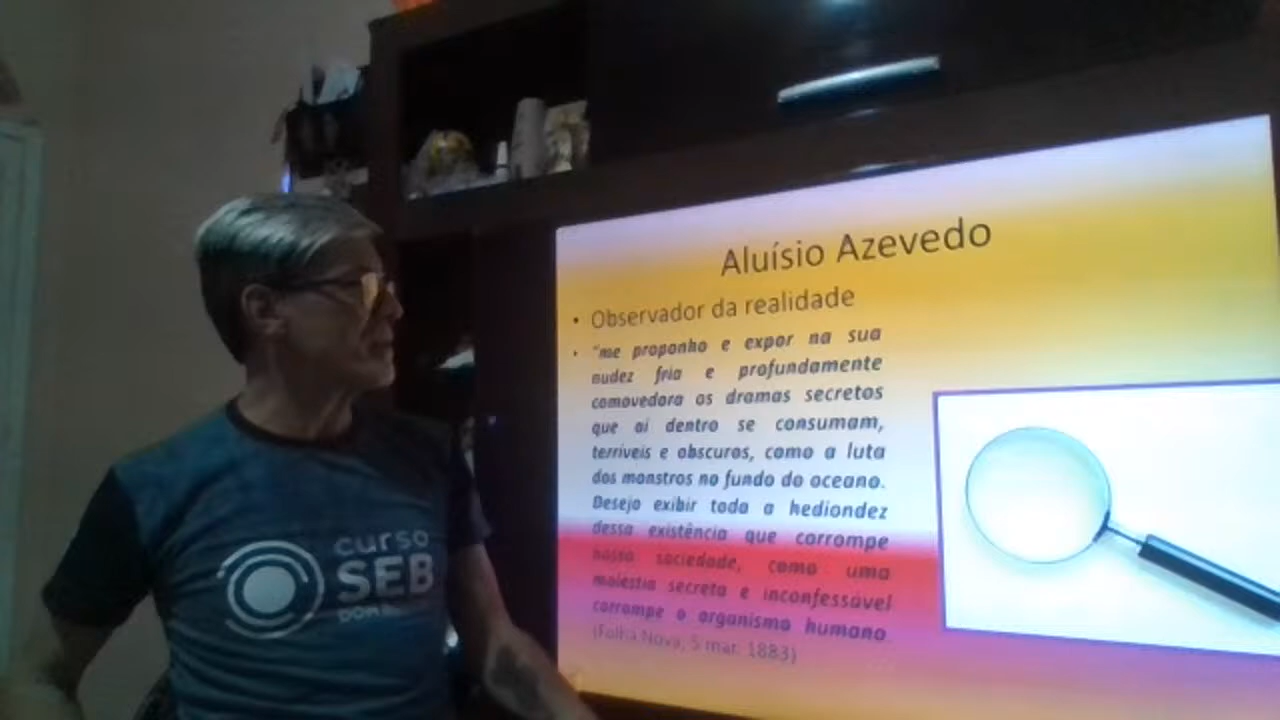 Aluísio Azevedo
• Observador da realidade
• "me proponho e expor na sua
nudez fria e profundamente
comovedora os dramas secretos
que aí dentro se consumam,
terríveis e obscuros, como a luta
dos monstros no fundo do oceano.
Desejo exibir toda a hediondez
dessa existência que corrompe
nossa sociedade, como uma
moléstia secreta e inconfessável
corrompe o organismo humano.
(Folha Nova, 5 mar. 1883)
curso
SEB
DOM